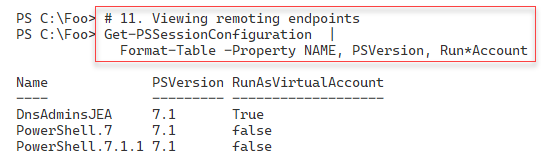 PS C:\Foo> # 11. Viewing remoting endpoints
PS C:\Foo> Get-PSSessionConfiguration  |
             Format-Table -Property NAME, PSVersion, Run*Account
Name             PSVersion RunAsVirtualAccount
----             --------- -------------------
DnsAdminsJEA     7.1       True
PowerShell.7     7.1       false
PowerShell.7.1.1 7.1       false